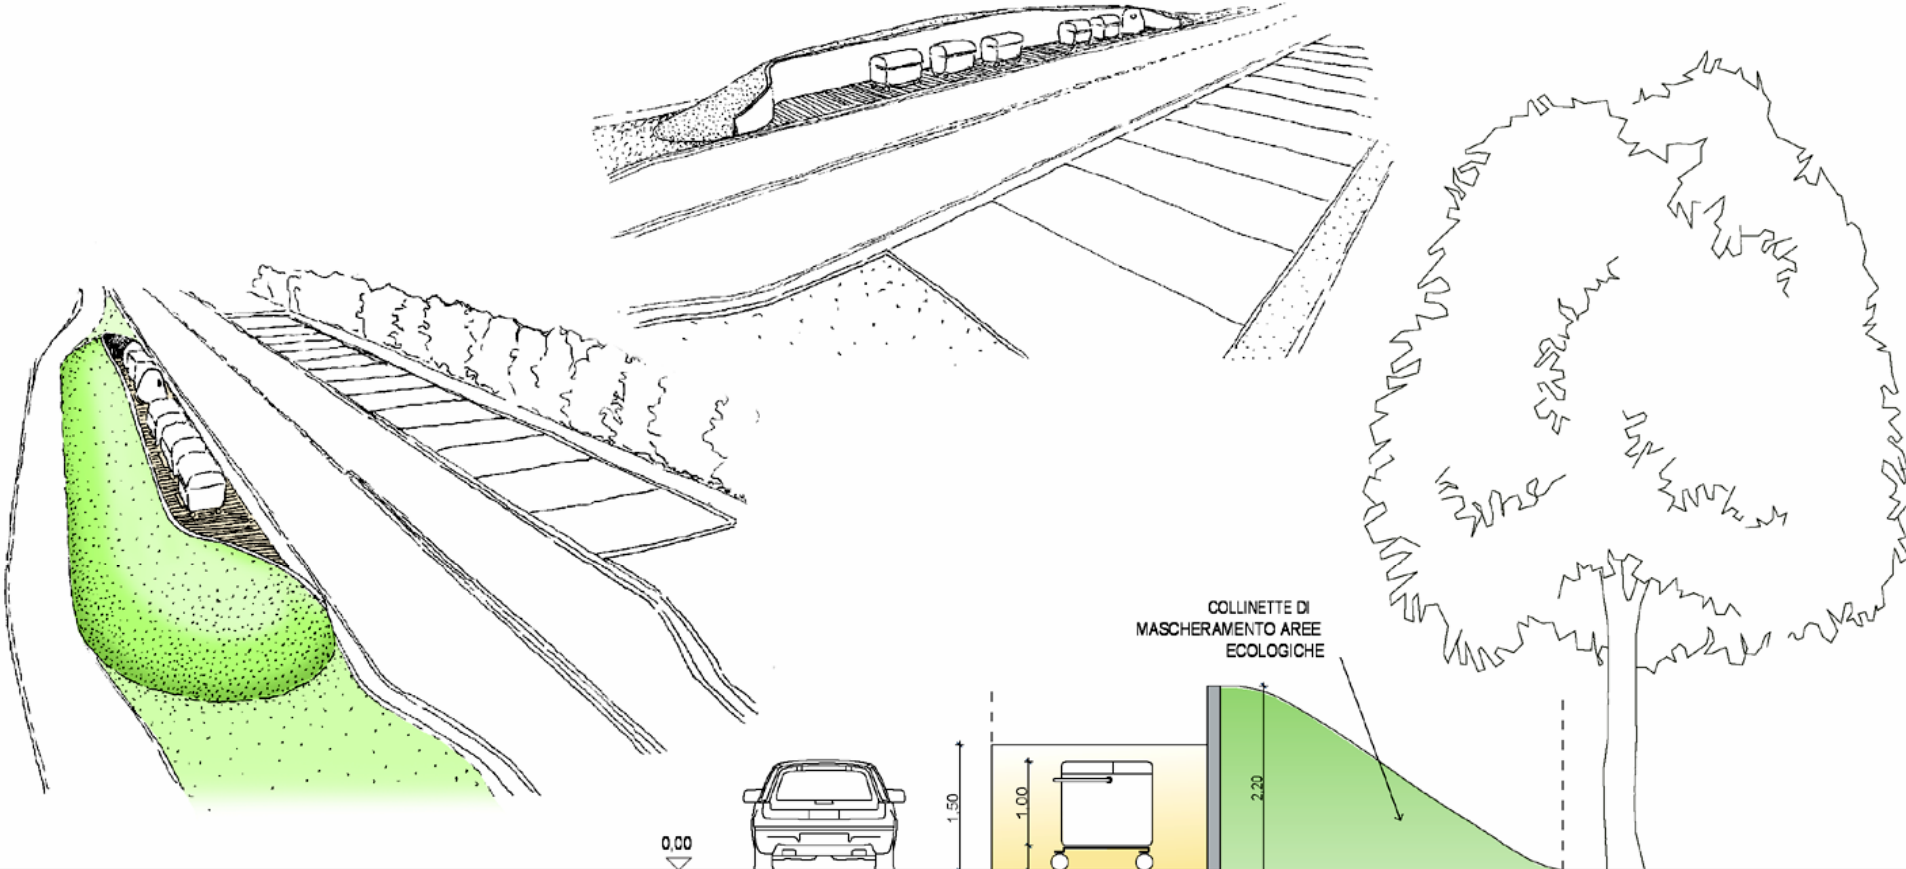 COLLINETTE DI
MASCHERAMENTO AREE
ECOLOGICHE
0,00
1.50
1.00
2.20